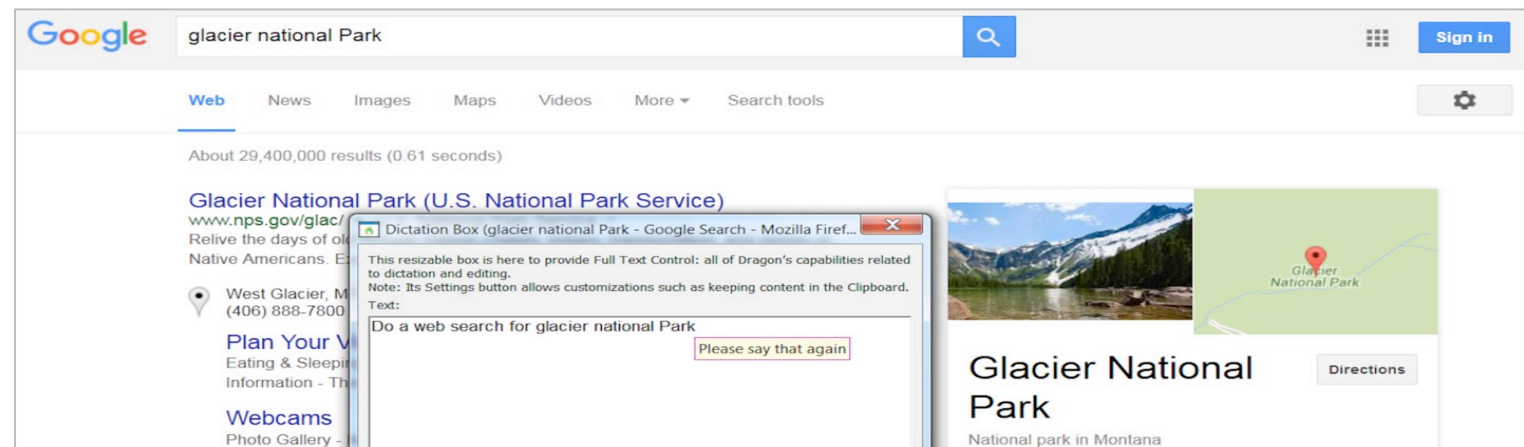 Google
glacier national Park
Sign in
Web News Images Maps Videos More Search tools
About 29,400,000 results (0.61 seconds)
Glacier National Park (U.S. National Park Service)
www.nps.gov/glac/
Relive the days of old
Native Americans.
West Glacier,
(406) 888-7800
Plan Your
Eating &
Information -
Webcams
Photo Gallery -
Dictation Box (glacier national Park - Google Search - Mozilla Firef...
This resizable box is here to provide Full Text Control: all of Dragon's capabilities related
to dictation and editing.
Note: Its Settings button allows customizations such as keeping content in the Clipboard.
Text:
Do a web search for glacier national Park
Please say that again
Glacier
National Park
Glacier National
Park
Directions
National park in Montana